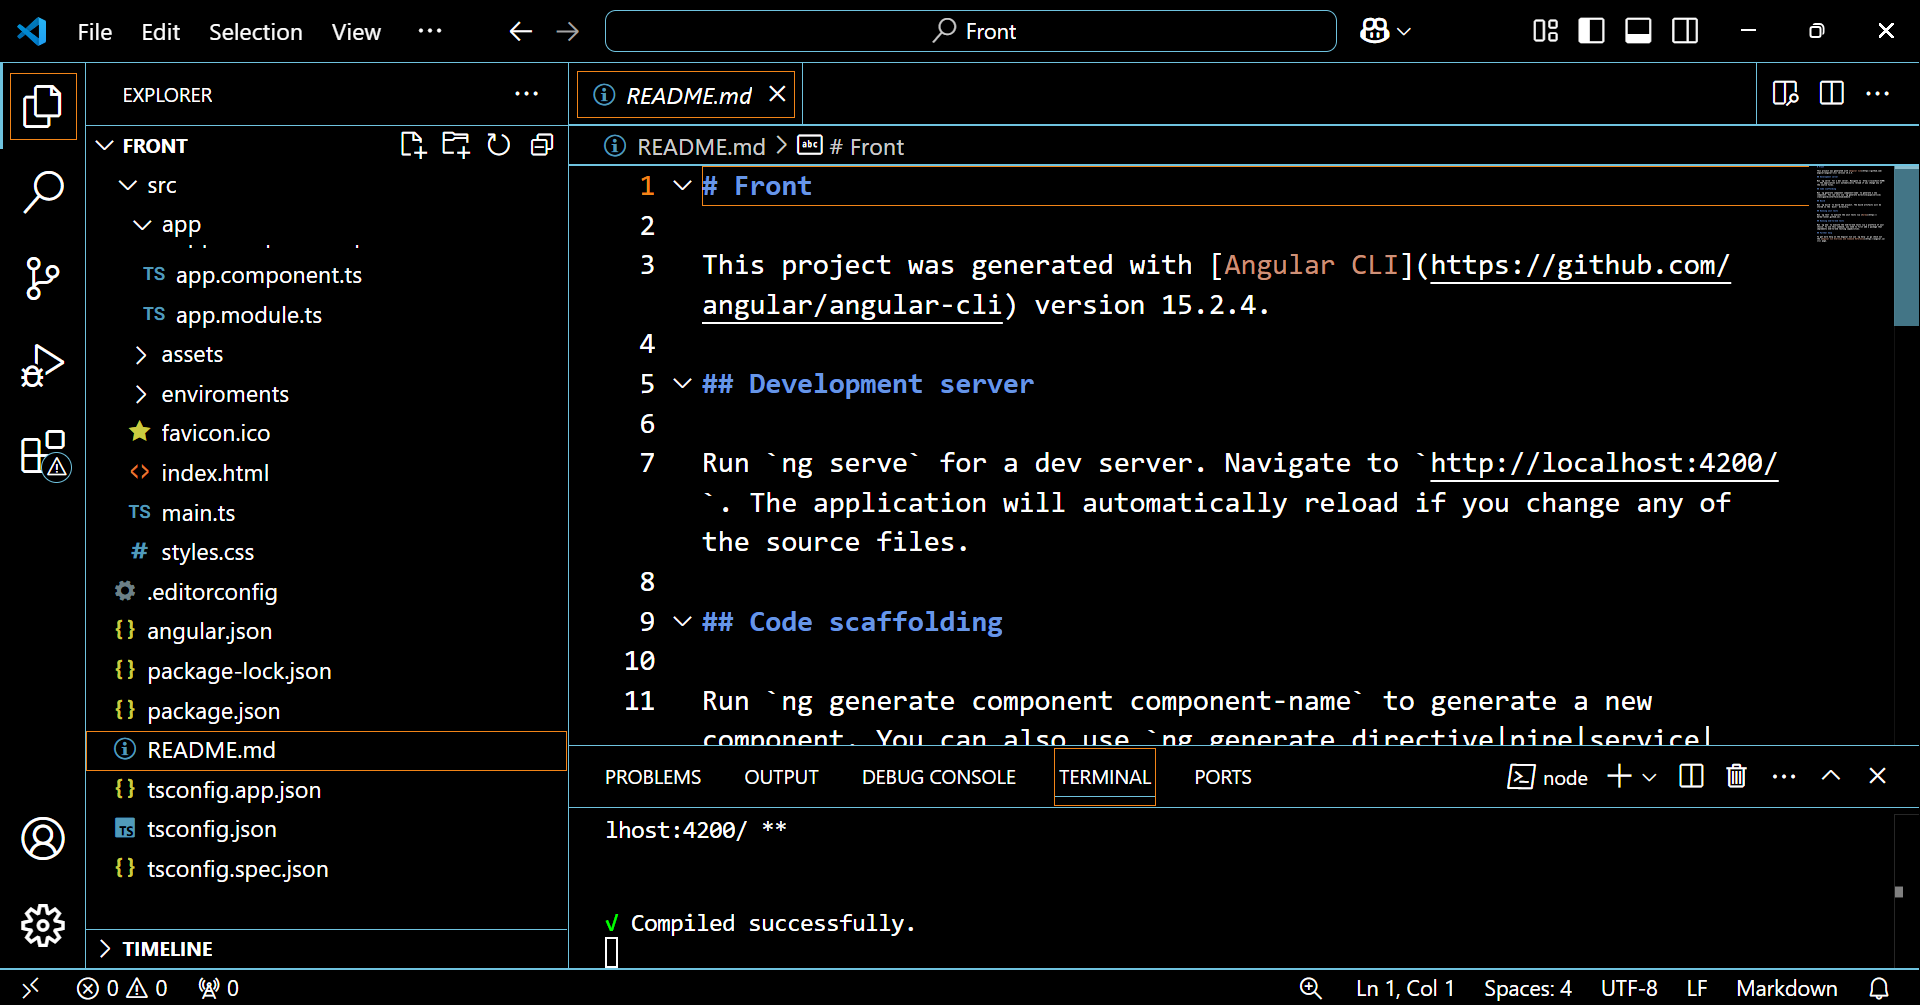 File Edit Selection View ··· Front
EXPLORER ···
FRONT
src
app
TS app.component.ts
TS app.module.ts
assets
enviroments
favicon.ico
<> index.html
TS main.ts
# styles.css
.editorconfig
{} angular.json
{} package-lock.json
{} package.json
README.md
{} tsconfig.app.json
TS tsconfig.json
{} tsconfig.spec.json
TIMELINE
README.md
README.md > abc # Front
1 # Front
2
3 This project was generated with [Angular CLI](https://github.com/
angular/angular-cli) version 15.2.4.
4
5 ## Development server
6
7 Run `ng serve` for a dev server. Navigate to `http://localhost:4200/
`. The application will automatically reload if you change any of
the source files.
8
9 ## Code scaffolding
10
11 Run `ng generate component component-name` to generate a new
component. You can also use `ng generate directive|pipe|service|
PROBLEMS OUTPUT DEBUG CONSOLE TERMINAL PORTS node
lhost:4200/ **
√ Compiled successfully.
0 0 0 Ln 1, Col 1 Spaces: 4 UTF-8 LF Markdown